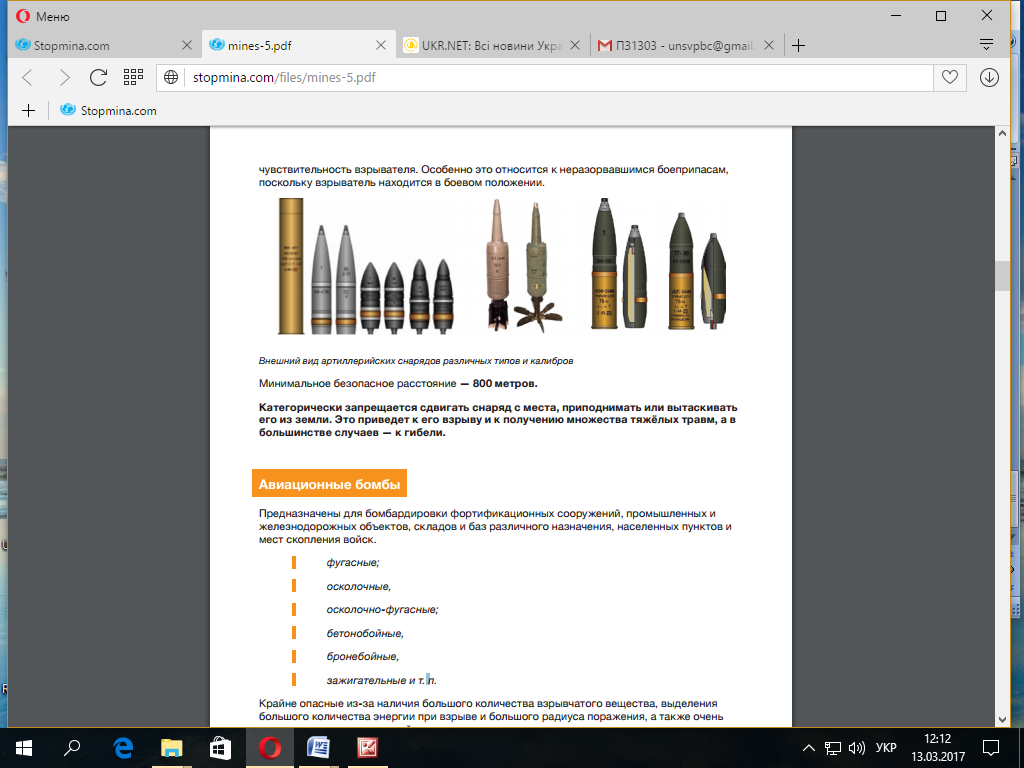 Меню
Stopmina.com
mines-5.pdf
UKR.NET: Всі новини Укра
ПЗ1303 - unsvpbc@gmail.
stopmina.com/files/mines-5.pdf
Stopmina.com
чувствительность взрывателя. Особенно это относится к неразорвавшимся боеприпасам,
поскольку взрыватель находится в боевом положении.
Внешний вид артиллерийских снарядов различных типов и калибров
Минимальное безопасное расстояние — 800 метров.
Категорически запрещается сдвигать снаряд с места, приподнимать или вытаскивать
его из земли. Это приведет к его взрыву и к получению множества тяжёлых травм, а в
большинстве случаев — к гибели.
Авиационные бомбы
Предназначены для бомбардировки фортификационных сооружений, промышленных и
железнодорожных объектов, складов и баз различного назначения, населенных пунктов и
мест скопления войск.
фугасные;
осколочные,
осколочно-фугасные;
бетонобойные,
бронебойные,
зажигательные и т. п.
Крайне опасные из-за наличия большого количества взрывчатого вещества, выделения
большого количества энергии при взрыве и большого радиуса поражения, а также очень
УКР
12:12
13.03.2017